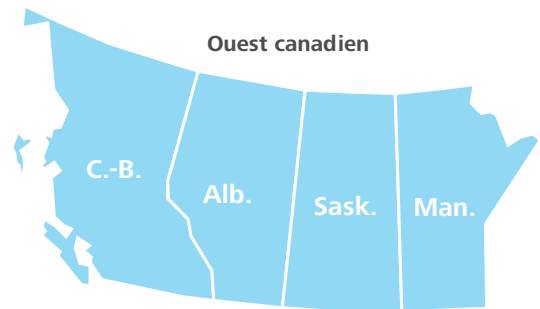 Ouest canadien
C.-B.
Alb.
Sask.
Man.